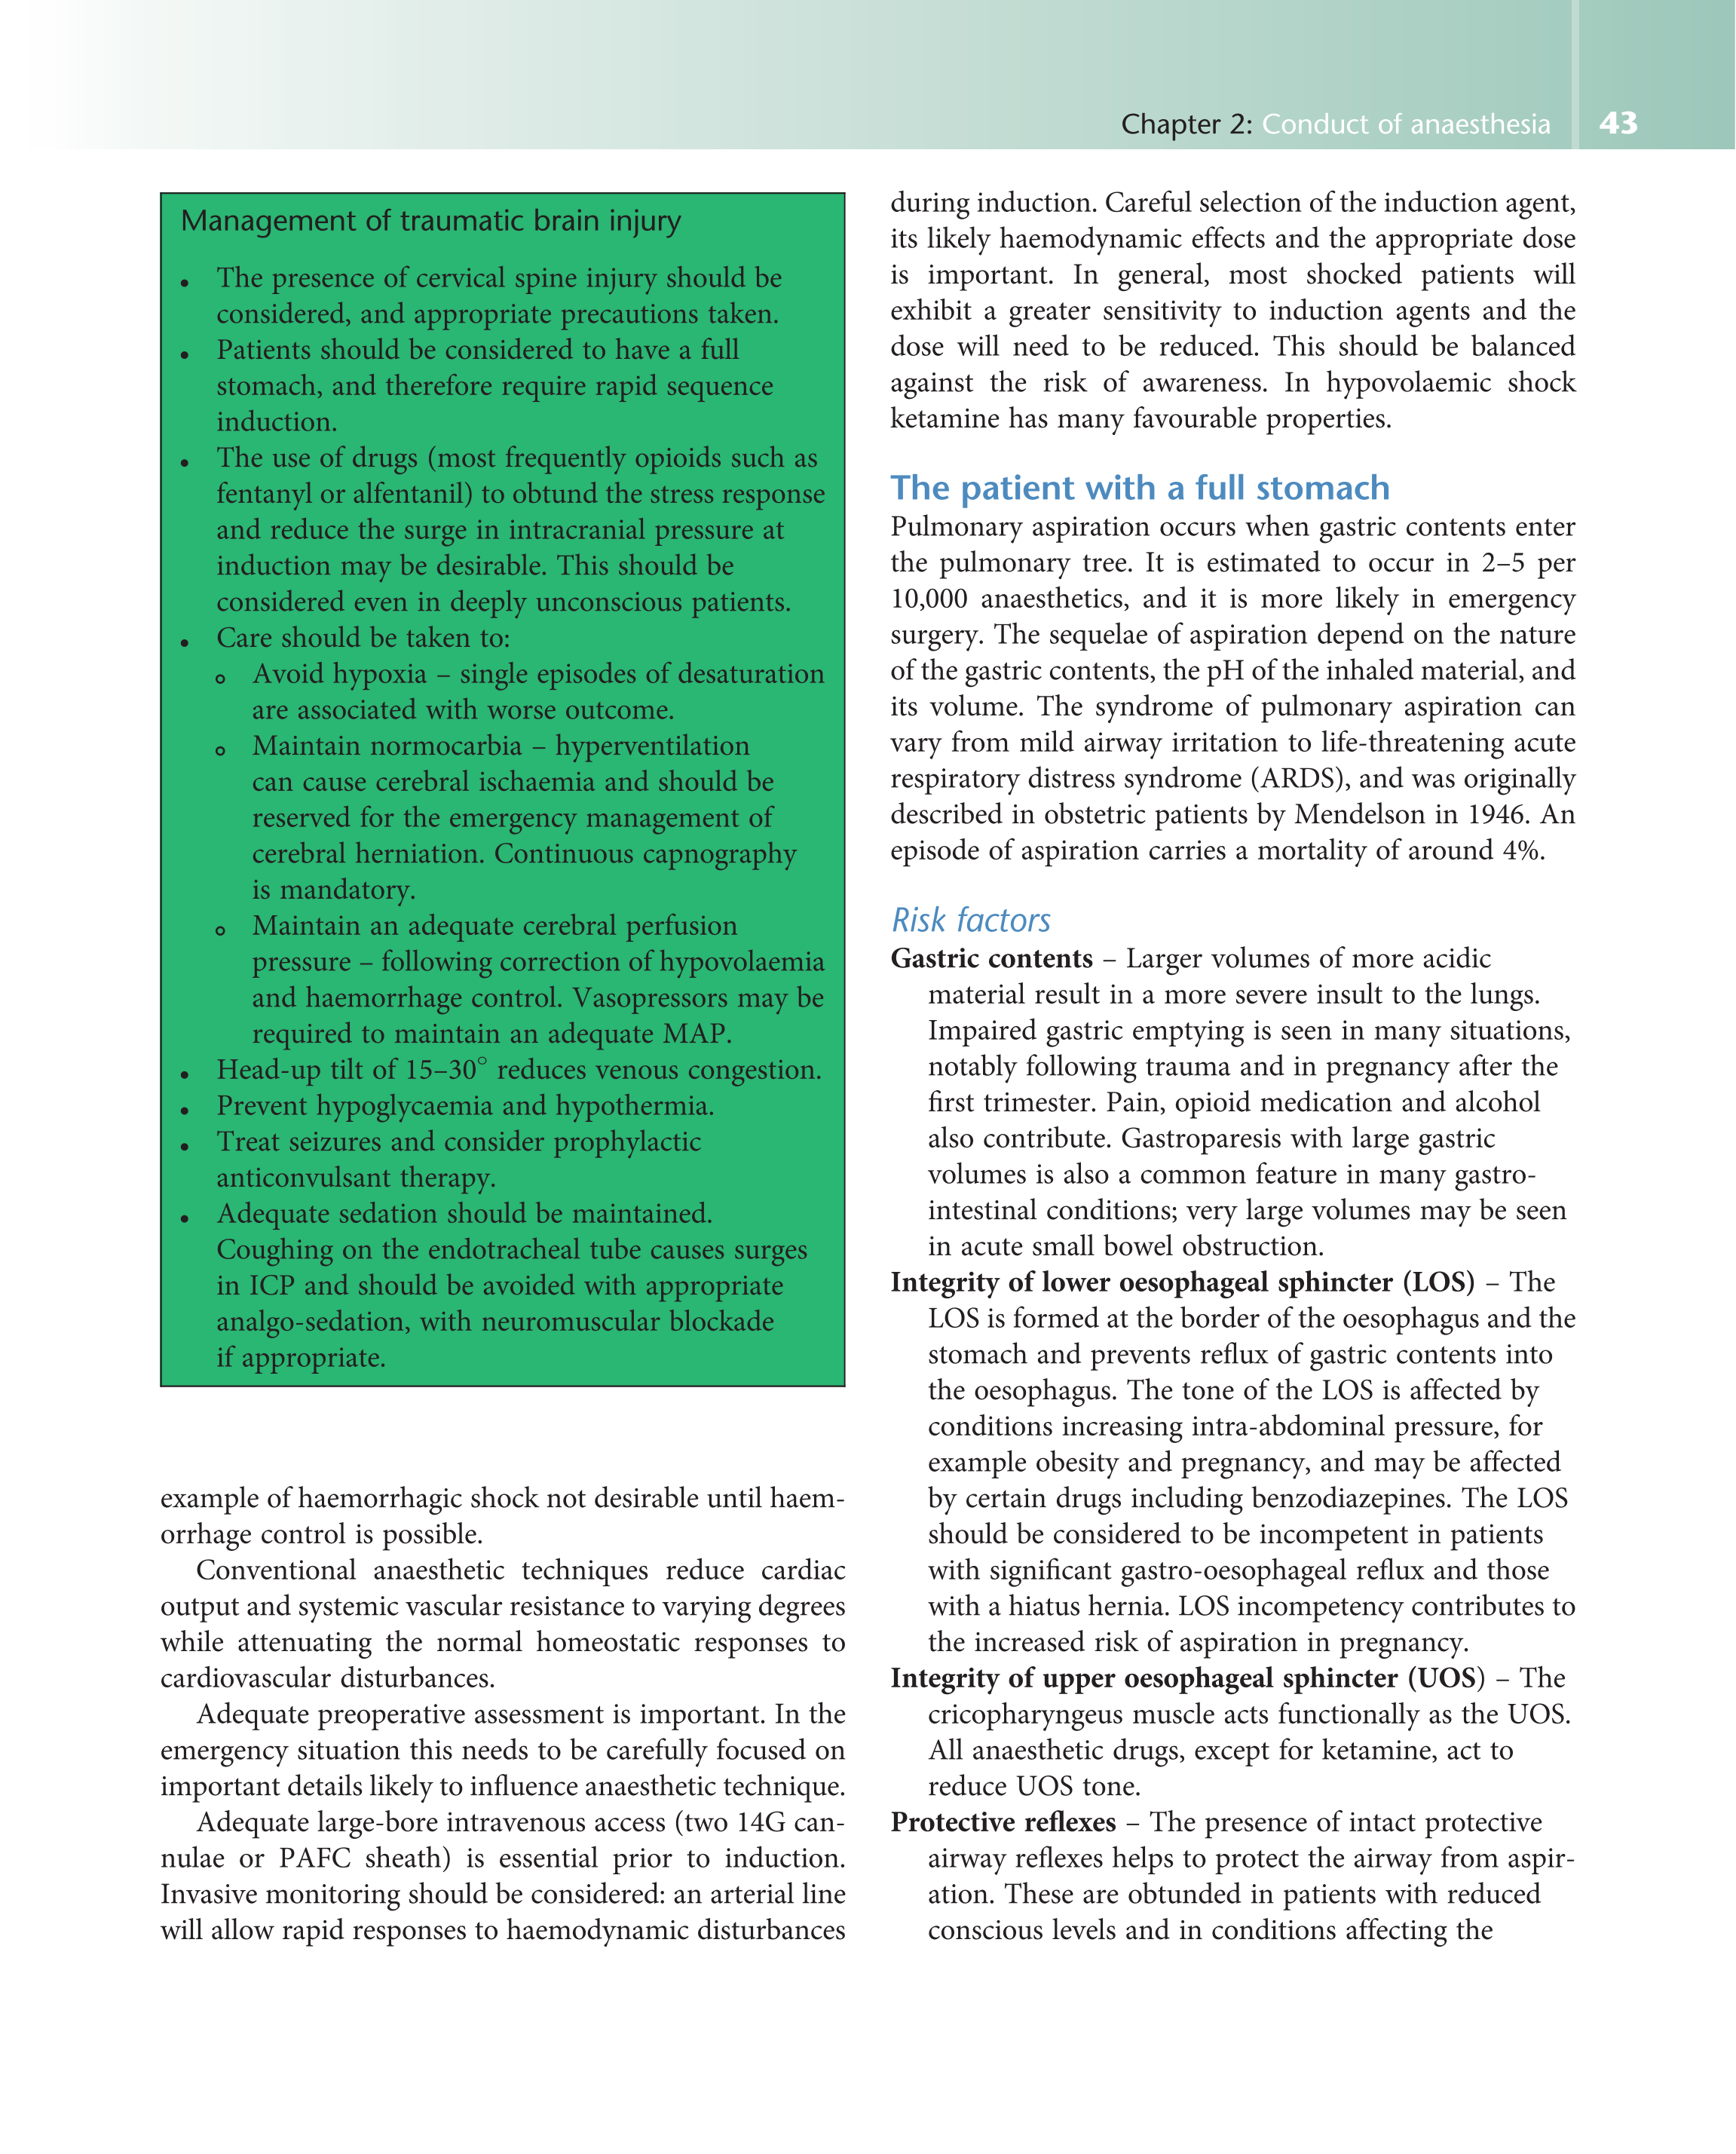 Chapter 2: Conduct of anaesthesia 43
Management of traumatic brain injury
• The presence of cervical spine injury should be
considered, and appropriate precautions taken.
• Patients should be considered to have a full
stomach, and therefore require rapid sequence
induction.
• The use of drugs (most frequently opioids such as
fentanyl or alfentanil) to obtund the stress response
and reduce the surge in intracranial pressure at
induction may be desirable. This should be
considered even in deeply unconscious patients.
• Care should be taken to:
o Avoid hypoxia – single episodes of desaturation
are associated with worse outcome.
o Maintain normocarbia – hyperventilation
can cause cerebral ischaemia and should be
reserved for the emergency management of
cerebral herniation. Continuous capnography
is mandatory.
o Maintain an adequate cerebral perfusion
pressure – following correction of hypovolaemia
and haemorrhage control. Vasopressors may be
required to maintain an adequate MAP.
• Head-up tilt of 15–30° reduces venous congestion.
• Prevent hypoglycaemia and hypothermia.
• Treat seizures and consider prophylactic
anticonvulsant therapy.
• Adequate sedation should be maintained.
Coughing on the endotracheal tube causes surges
in ICP and should be avoided with appropriate
analgo-sedation, with neuromuscular blockade
if appropriate.
example of haemorrhagic shock not desirable until haem-
orrhage control is possible.
Conventional anaesthetic techniques reduce cardiac
output and systemic vascular resistance to varying degrees
while attenuating the normal homeostatic responses to
cardiovascular disturbances.
Adequate preoperative assessment is important. In the
emergency situation this needs to be carefully focused on
important details likely to influence anaesthetic technique.
Adequate large-bore intravenous access (two 14G can-
nulae or PAFC sheath) is essential prior to induction.
Invasive monitoring should be considered: an arterial line
will allow rapid responses to haemodynamic disturbances
during induction. Careful selection of the induction agent,
its likely haemodynamic effects and the appropriate dose
is important. In general, most shocked patients will
exhibit a greater sensitivity to induction agents and the
dose will need to be reduced. This should be balanced
against the risk of awareness. In hypovolaemic shock
ketamine has many favourable properties.
The patient with a full stomach
Pulmonary aspiration occurs when gastric contents enter
the pulmonary tree. It is estimated to occur in 2–5 per
10,000 anaesthetics, and it is more likely in emergency
surgery. The sequelae of aspiration depend on the nature
of the gastric contents, the pH of the inhaled material, and
its volume. The syndrome of pulmonary aspiration can
vary from mild airway irritation to life-threatening acute
respiratory distress syndrome (ARDS), and was originally
described in obstetric patients by Mendelson in 1946. An
episode of aspiration carries a mortality of around 4%.
Risk factors
Gastric contents – Larger volumes of more acidic
material result in a more severe insult to the lungs.
Impaired gastric emptying is seen in many situations,
notably following trauma and in pregnancy after the
first trimester. Pain, opioid medication and alcohol
also contribute. Gastroparesis with large gastric
volumes is also a common feature in many gastro-
intestinal conditions; very large volumes may be seen
in acute small bowel obstruction.
Integrity of lower oesophageal sphincter (LOS) – The
LOS is formed at the border of the oesophagus and the
stomach and prevents reflux of gastric contents into
the oesophagus. The tone of the LOS is affected by
conditions increasing intra-abdominal pressure, for
example obesity and pregnancy, and may be affected
by certain drugs including benzodiazepines. The LOS
should be considered to be incompetent in patients
with significant gastro-oesophageal reflux and those
with a hiatus hernia. LOS incompetency contributes to
the increased risk of aspiration in pregnancy.
Integrity of upper oesophageal sphincter (UOS) – The
cricopharyngeus muscle acts functionally as the UOS.
All anaesthetic drugs, except for ketamine, act to
reduce UOS tone.
Protective reflexes – The presence of intact protective
airway reflexes helps to protect the airway from aspir-
ation. These are obtunded in patients with reduced
conscious levels and in conditions affecting the